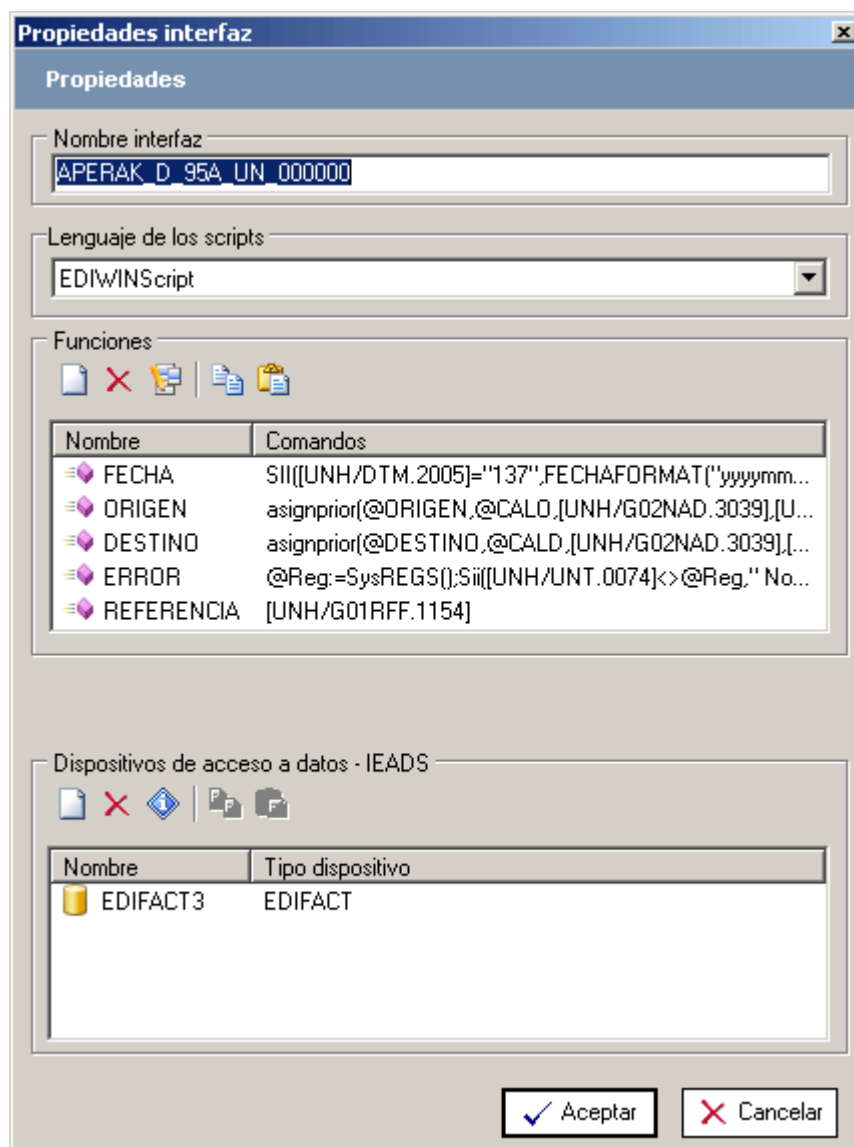 Propiedades interfaz
Propiedades
Nombre interfaz
APERAK_D_95A_UN_000000
Lenguaje de los scripts
EDIWINScript
Funciones
Nombre Comandos
FECHA SII([UNH/DTM.2005]="137",FECHAFORMAT("yyyymm...
ORIGEN asignprior(@ORIGEN,@CALO,[UNH/G02NAD.3039],[U...
DESTINO asignprior(@DESTINO,@CALD,[UNH/G02NAD.3039],[...
ERROR @Reg:=SysREGS();Sii([UNH/UNT.0074]<>@Reg," No...
REFERENCIA [UNH/G01RFF.1154]
Dispositivos de acceso a datos - IEADS
Nombre Tipo dispositivo
EDIFACT3 EDIFACT
Aceptar Cancelar